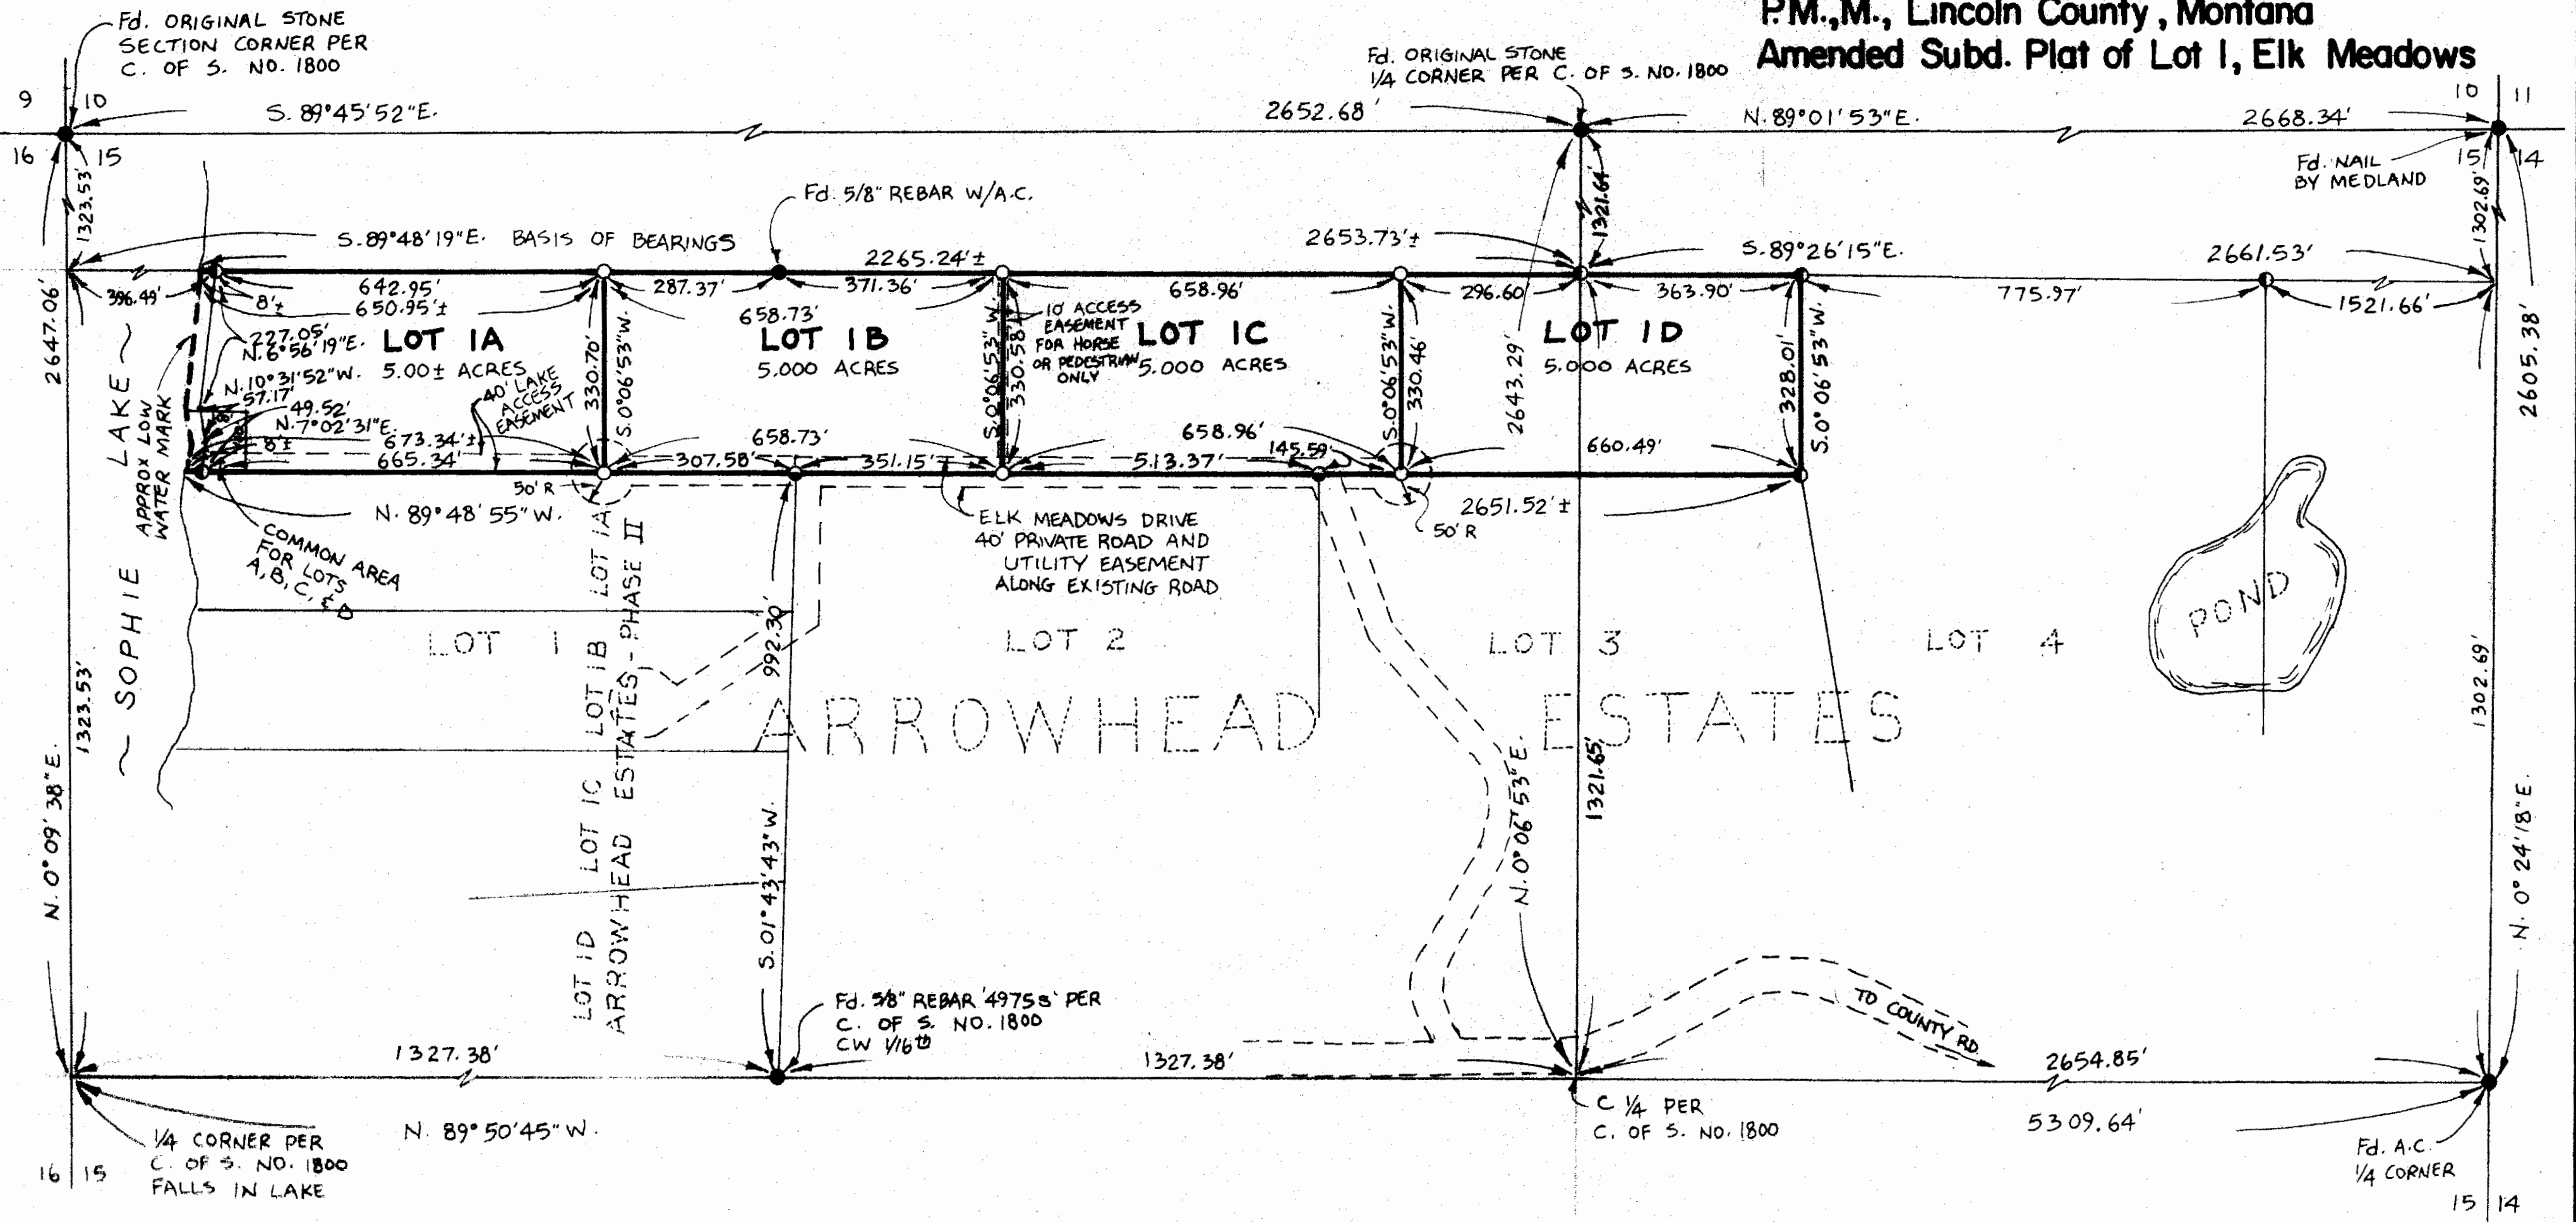 P.M.,M., Lincoln County, Montana
Amended Subd. Plat of Lot 1, Elk Meadows
Fd. ORIGINAL STONE
SECTION CORNER PER
C. OF S. NO. 1800
Fd. ORIGINAL STONE
1/4 CORNER PER C. OF S. NO. 1800
9 10
S. 89°45'52"E.
2652.68'
N. 89°01'53"E.
2668.34'
10 11
16 15
15 14
Fd. NAIL
BY MEDLAND
1323.53'
1321.64'
1302.69'
Fd. 5/8" REBAR W/A.C.
S. 89°48'19"E. BASIS OF BEARINGS
2265.24'±
2653.73'±
S. 89°26'15"E.
2661.53'
396.49'
8'±
642.95'
650.95'±
287.37'
371.36'
658.73'
658.96'
296.60'
363.90'
775.97'
1521.66'
2647.06'
2605.38'
227.05'
N. 6°56'19"E.
LOT 1A
5.00± ACRES
N. 10°31'52"W.
57.17'
49.52'
N. 7°02'31"E.
8'±
673.34'±
665.34'
40' LAKE
ACCESS
EASEMENT
330.70'
S. 0°06'53"W.
LOT 1B
5.000 ACRES
S. 0°06'53"W.
330.58'
10' ACCESS
EASEMENT
FOR HORSE
OR PEDESTRIAN
ONLY
LOT 1C
5.000 ACRES
S. 0°06'53"W.
330.46'
2643.29'
LOT 1D
5.000 ACRES
328.01'
S. 0°06'53"W.
658.73'
307.58'
351.15'
658.96'
513.37'
145.59'
660.49'
2651.52'±
50' R
50' R
N. 89°48'55"W.
~ SOPHIE LAKE ~
APPROX LOW
WATER MARK
COMMON AREA
FOR LOTS
A, B, C, & D
ELK MEADOWS DRIVE
40' PRIVATE ROAD AND
UTILITY EASEMENT
ALONG EXISTING ROAD
LOT 1
LOT 2
LOT 3
LOT 4
POND
ARROWHEAD ESTATES
LOT 1D LOT 1C LOT 1B LOT 1A
ARROWHEAD ESTATES - PHASE II
992.30'
S. 01°43'43"W.
1323.53'
N. 0°09'38"E.
N. 0°06'53"E.
1321.65'
1302.69'
N. 0°24'18"E.
TO COUNTY RD.
Fd. 5/8" REBAR '4975S' PER
C. OF S. NO. 1800
CW 1/16th
1327.38'
1327.38'
2654.85'
N. 89°50'45"W.
5309.64'
1/4 CORNER PER
C. OF S. NO. 1800
FALLS IN LAKE
C 1/4 PER
C. OF S. NO. 1800
Fd. A.C.
1/4 CORNER
16 15
15 14